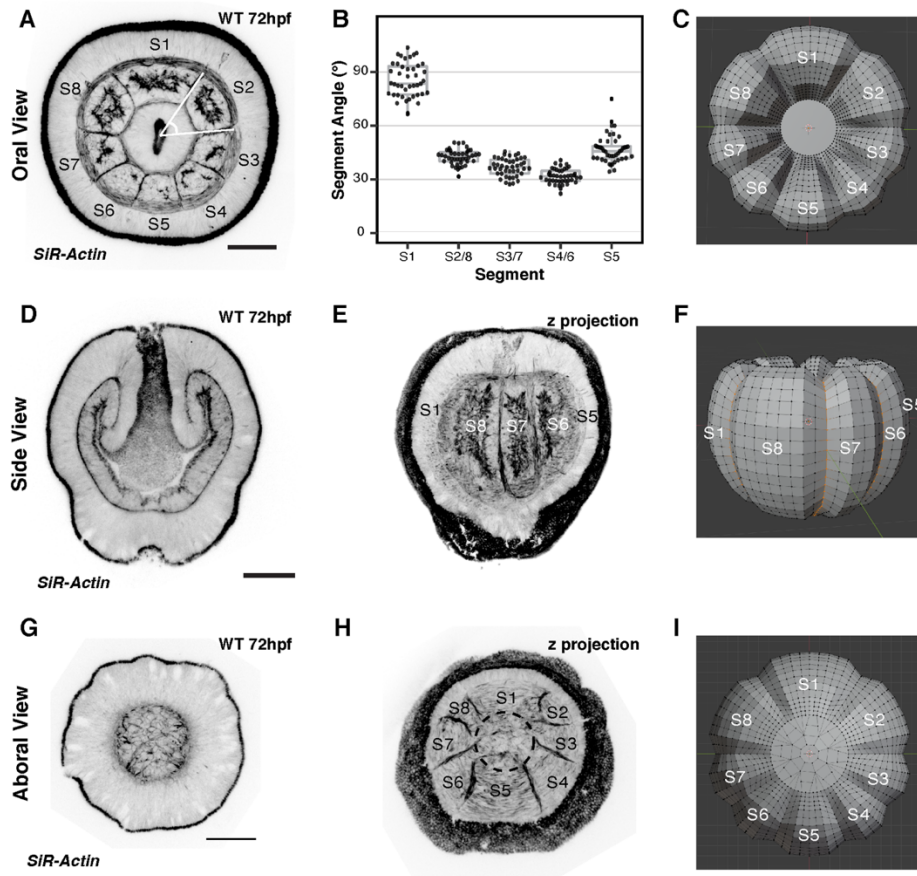 A
WT 72hpf
Oral View
S1
S2
S3
S4
S5
S6
S7
S8
SiR-Actin
B
Segment Angle (°)
90
60
30
0
S1 S2/8 S3/7 S4/6 S5
Segment
C
S1
S2
S3
S4
S5
S6
S7
S8
D
WT 72hpf
Side View
SiR-Actin
E
z projection
S1 S8 S7 S6 S5
F
S1 S8 S7 S6 S5
G
WT 72hpf
Aboral View
SiR-Actin
H
z projection
S1
S2
S3
S4
S5
S6
S7
S8
I
S1
S2
S3
S4
S5
S6
S7
S8